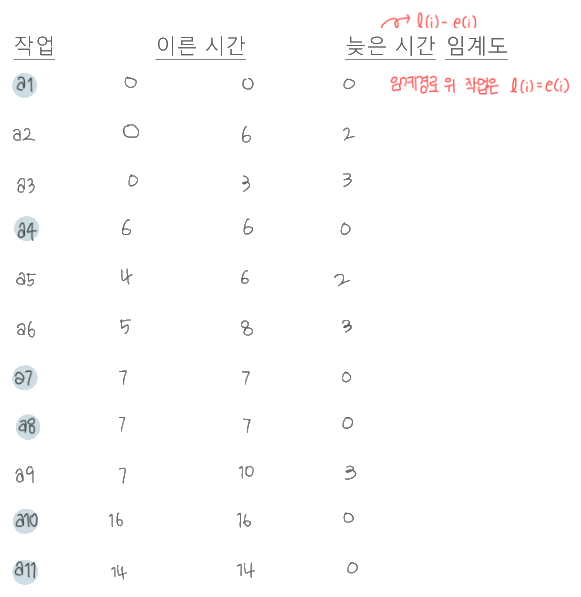 l(i) - e(i)
작업 이른 시간 늦은 시간 임계도
a1 0 0 0 임계경로 위 작업은 l(i)=e(i)
a2 0 6 2
a3 0 3 3
a4 6 6 0
a5 4 6 2
a6 5 8 3
a7 7 7 0
a8 7 7 0
a9 7 10 3
a10 16 16 0
a11 14 14 0